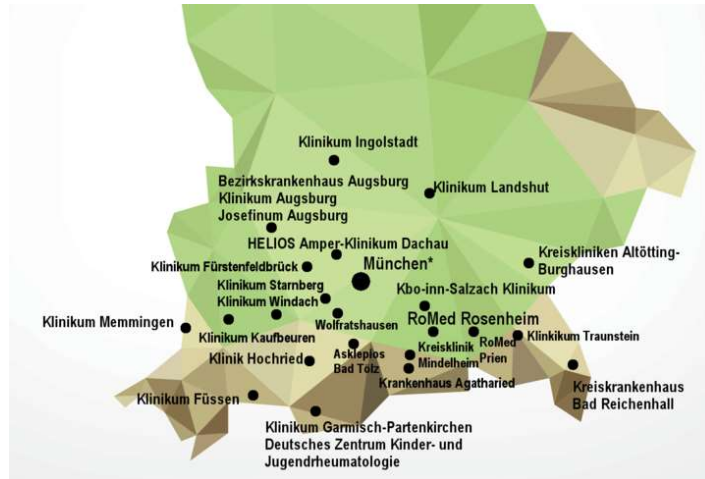 Klinikum Ingolstadt
Bezirkskrankenhaus Augsburg
Klinikum Augsburg
Josefinum Augsburg
Klinikum Landshut
HELIOS Amper-Klinikum Dachau
Klinikum Fürstenfeldbrück
München*
Kreiskliniken Altötting-
Burghausen
Klinikum Starnberg
Klinikum Windach
Kbo-inn-Salzach Klinikum
Klinikum Memmingen
Klinikum Kaufbeuren
Wolfratshausen
RoMed Rosenheim
Klinkikum Traunstein
Klinik Hochried
Asklepios
Bad Tölz
Kreisklinik
Mindelheim
RoMed
Prien
Krankenhaus Agatharied
Kreiskrankenhaus
Bad Reichenhall
Klinikum Füssen
Klinikum Garmisch-Partenkirchen
Deutsches Zentrum Kinder- und
Jugendrheumatologie